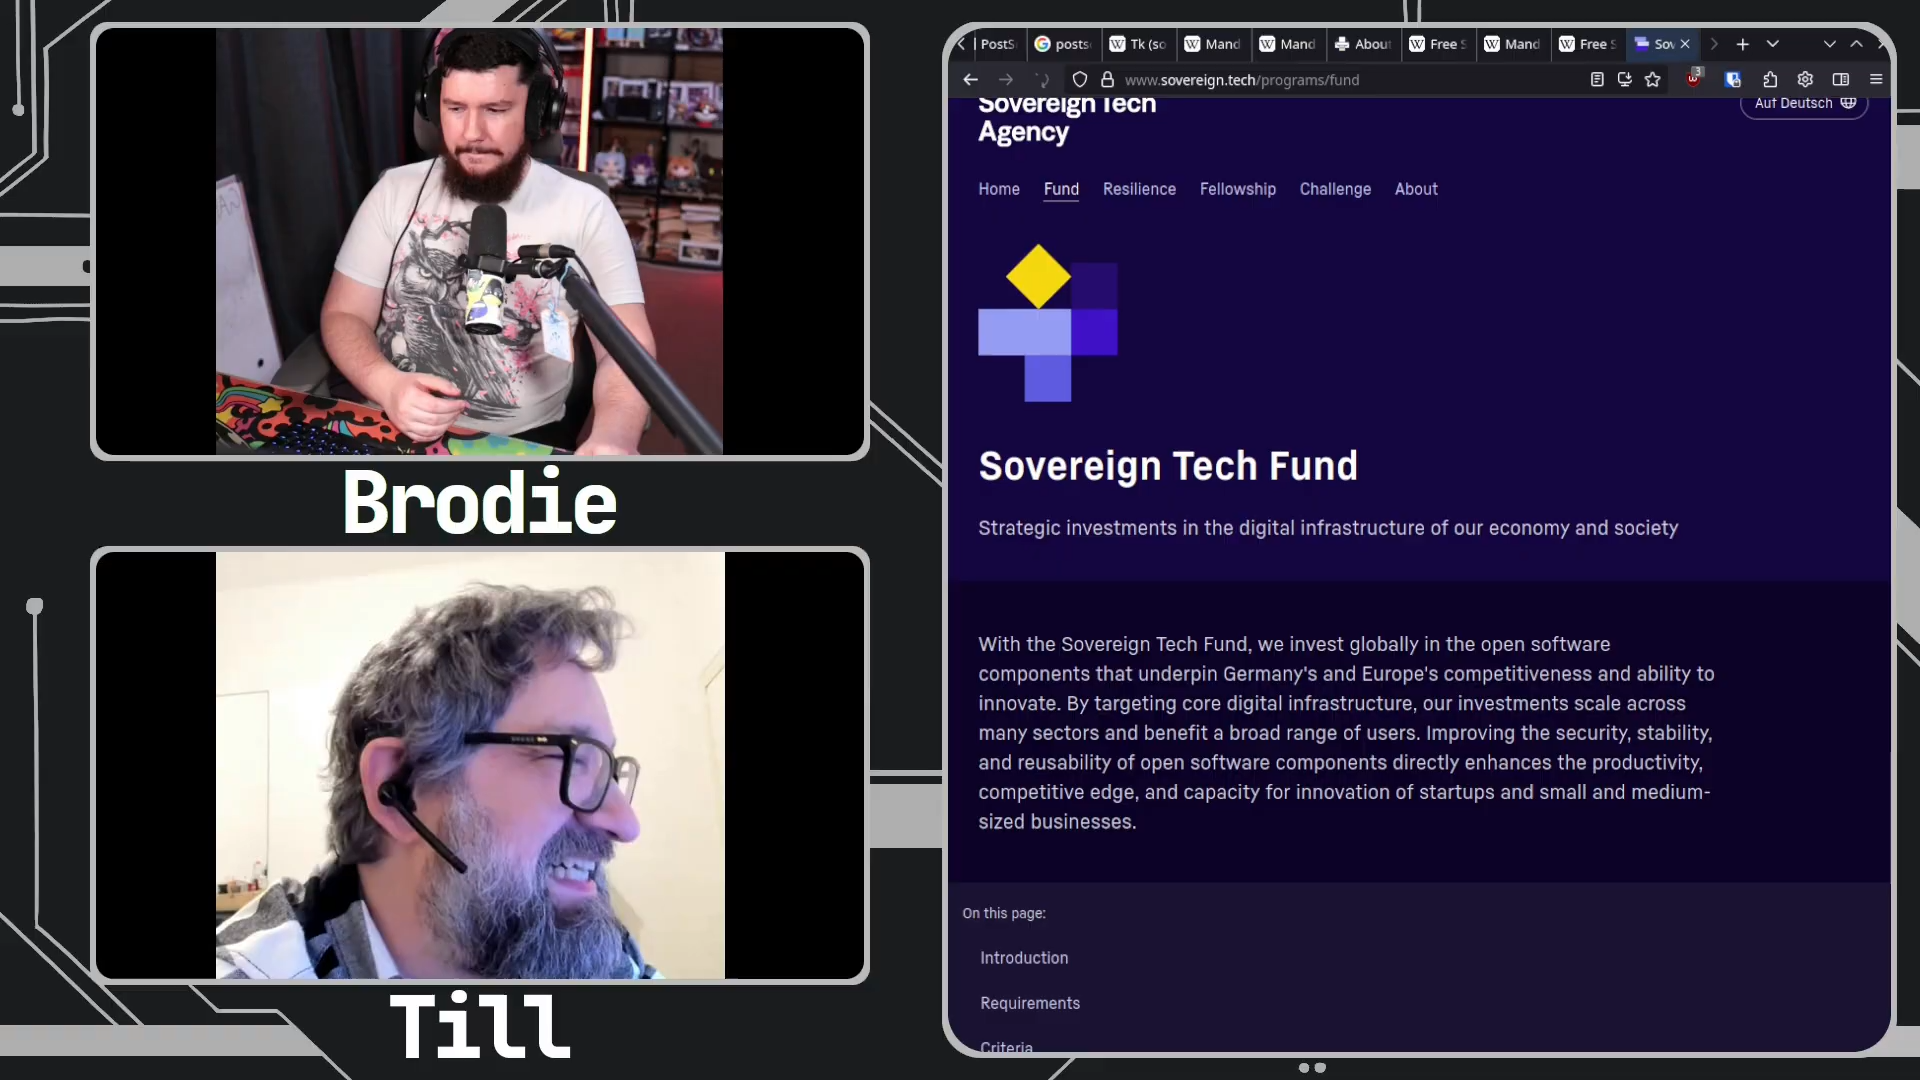 Brodie
Till
PostS
posts
Tk (so
Mand
Mand
About
Free S
Mand
Free S
Sov
www.sovereign.tech/programs/fund
3
Sovereign Tech
Agency
Auf Deutsch
Home
Fund
Resilience
Fellowship
Challenge
About
Sovereign Tech Fund
Strategic investments in the digital infrastructure of our economy and society
With the Sovereign Tech Fund, we invest globally in the open software
components that underpin Germany's and Europe's competitiveness and ability to
innovate. By targeting core digital infrastructure, our investments scale across
many sectors and benefit a broad range of users. Improving the security, stability,
and reusability of open software components directly enhances the productivity,
competitive edge, and capacity for innovation of startups and small and medium-
sized businesses.
On this page:
Introduction
Requirements
Criteria